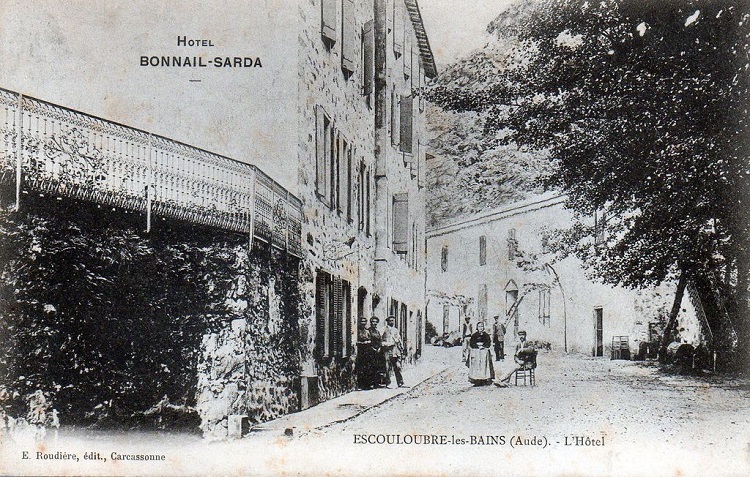 HOTEL
BONNAIL-SARDA
ESCOULOUBRE-les-BAINS (Aude). - L'Hôtel
E. Roudière, édit., Carcassonne